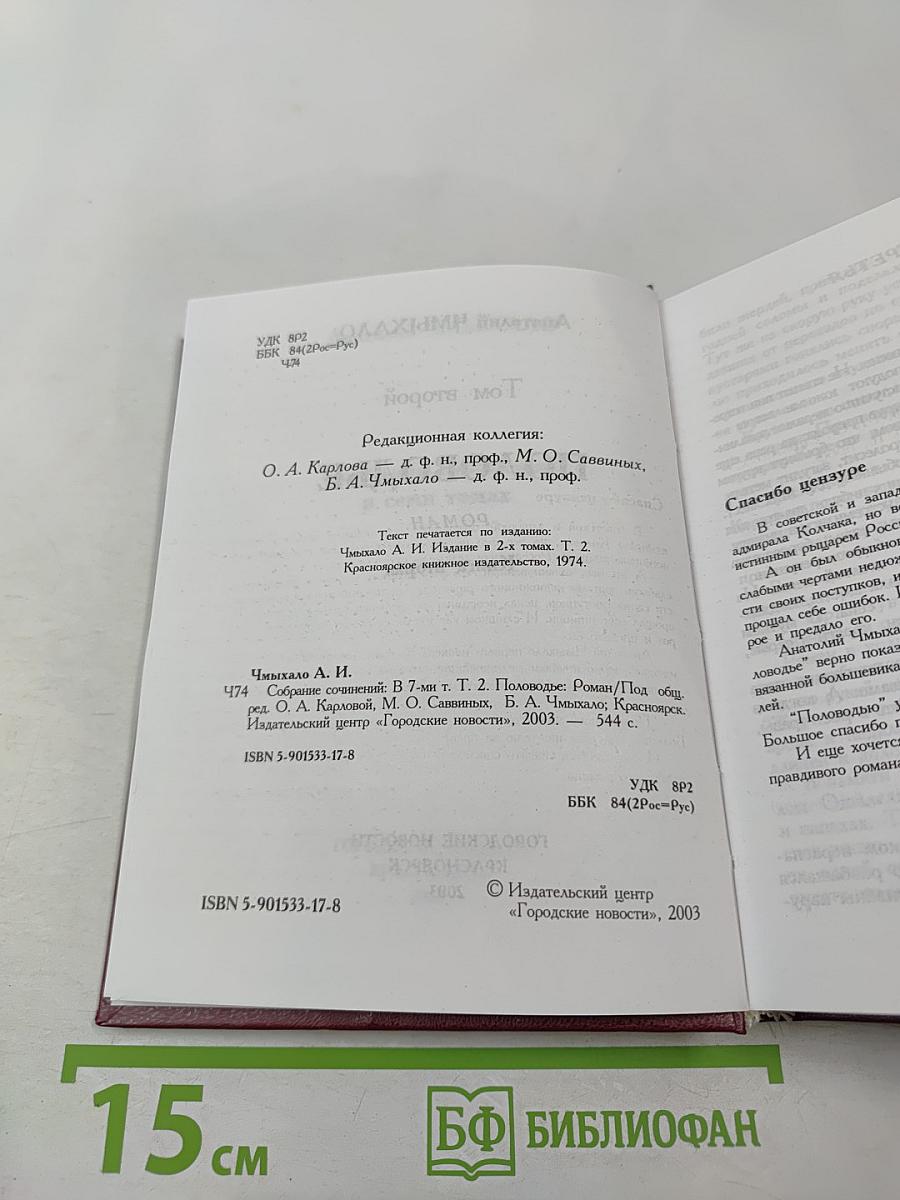 УДК 8Р2
ББК 84(2Рос=Рус)
Ч74
Редакционная коллегия:
О. А. Карлова — д. ф. н., проф., М. О. Саввиных,
Б. А. Чмыхало — д. ф. н., проф.
Текст печатается по изданию:
Чмыхало А. И. Издание в 2-х томах. Т. 2.
Красноярское книжное издательство, 1974.
Чмыхало А. И.
Ч74 Собрание сочинений: В 7-ми т. Т. 2. Половодье: Роман/Под общ.
ред. О. А. Карловой, М. О. Саввиных, Б. А. Чмыхало; Красноярск.
Издательский центр «Городские новости», 2003. — 544 с.
ISBN 5-901533-17-8
УДК 8Р2
ББК 84(2Рос=Рус)
ISBN 5-901533-17-8
© Издательский центр
«Городские новости», 2003
Спасибо цензуре
В советской и запад
адмирала Колчака, но
истинным рыцарем Росс
А он был обыкнов
слабыми чертами недюж
сти своих поступков, и
прощал себе ошибок.
рое и предало его.
Анатолий Чмыха
ловодье" верно показ
вязанной большевика
лей.
"Половодью" у
Большое спасибо
И еще хочется
правдивого романа
15 см
БФ БИБЛИОФАН